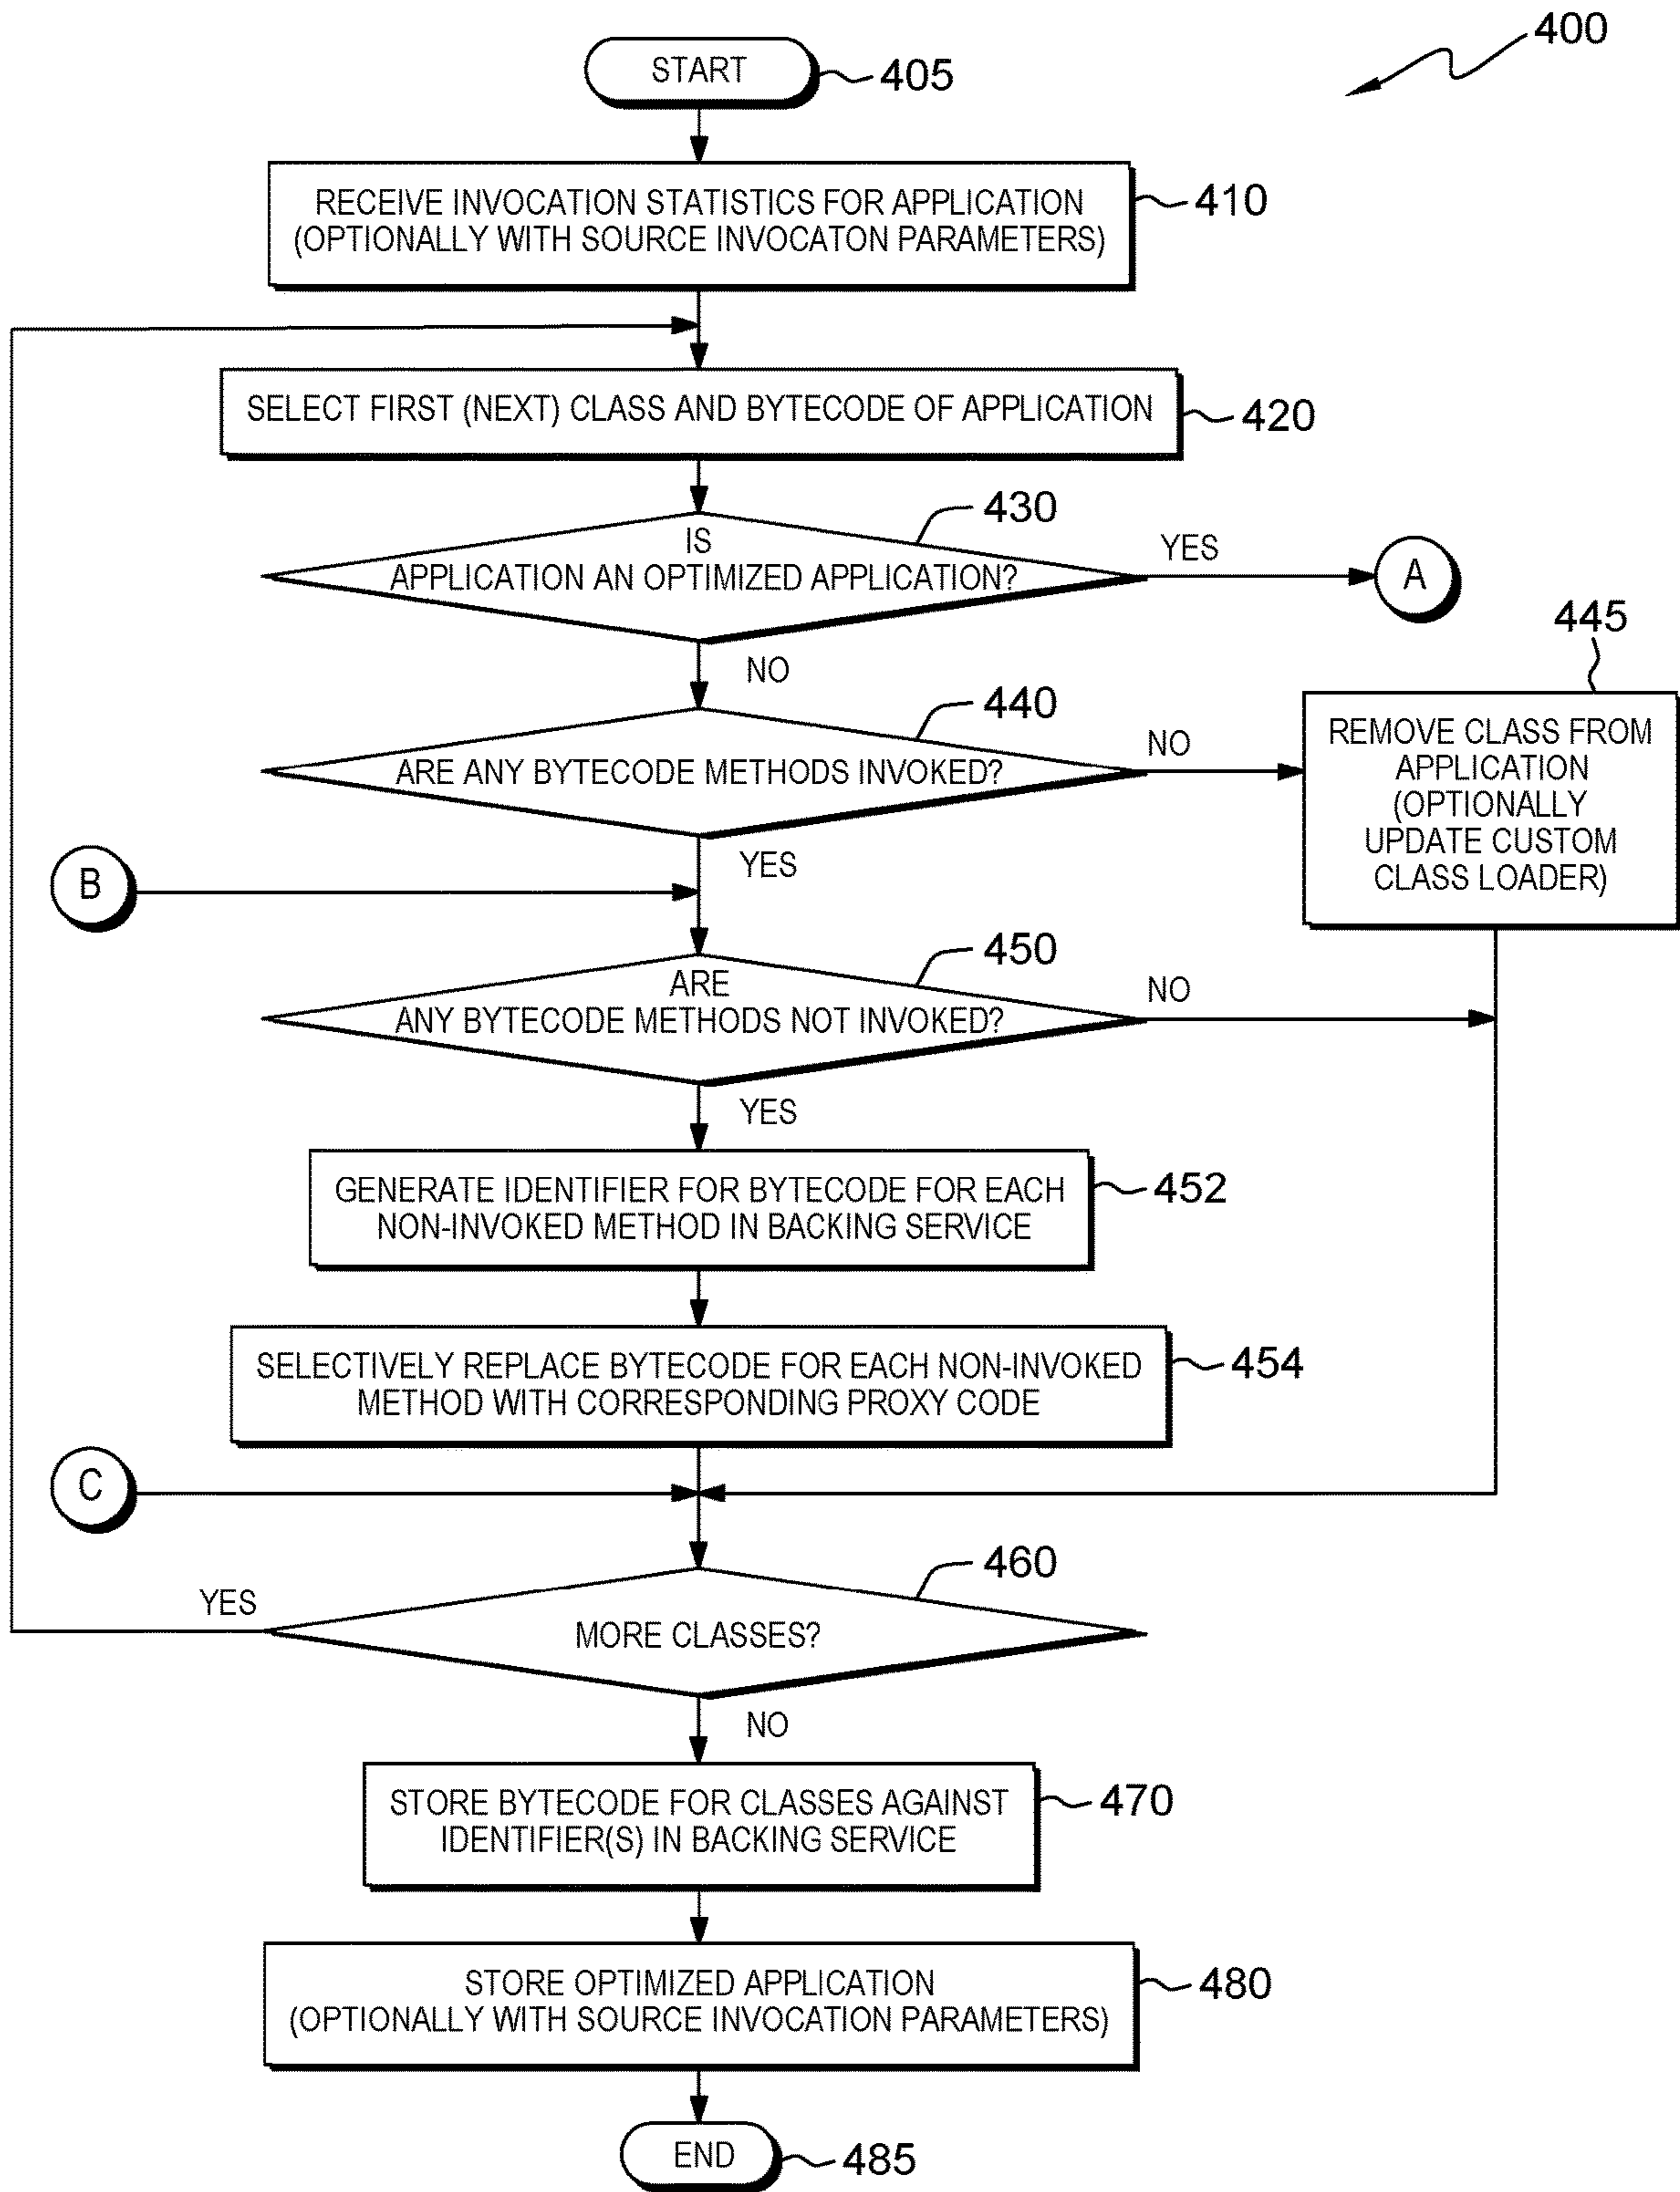 400
START
405
RECEIVE INVOCATION STATISTICS FOR APPLICATION
(OPTIONALLY WITH SOURCE INVOCATON PARAMETERS)
410
SELECT FIRST (NEXT) CLASS AND BYTECODE OF APPLICATION
420
430
IS
APPLICATION AN OPTIMIZED APPLICATION?
YES
A
NO
440
ARE ANY BYTECODE METHODS INVOKED?
NO
445
REMOVE CLASS FROM
APPLICATION
(OPTIONALLY
UPDATE CUSTOM
CLASS LOADER)
YES
B
450
ARE
ANY BYTECODE METHODS NOT INVOKED?
NO
YES
GENERATE IDENTIFIER FOR BYTECODE FOR EACH
NON-INVOKED METHOD IN BACKING SERVICE
452
SELECTIVELY REPLACE BYTECODE FOR EACH NON-INVOKED
METHOD WITH CORRESPONDING PROXY CODE
454
C
460
YES
MORE CLASSES?
NO
STORE BYTECODE FOR CLASSES AGAINST
IDENTIFIER(S) IN BACKING SERVICE
470
STORE OPTIMIZED APPLICATION
(OPTIONALLY WITH SOURCE INVOCATION PARAMETERS)
480
END
485